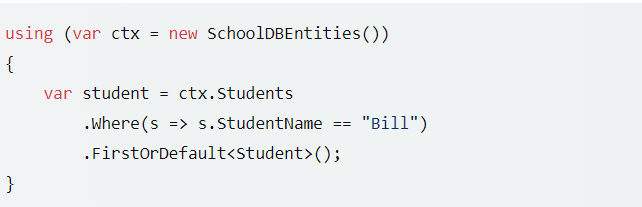 using (var ctx = new SchoolDBEntities())
{
    var student = ctx.Students
        .Where(s => s.StudentName == "Bill")
        .FirstOrDefault<Student>();
}